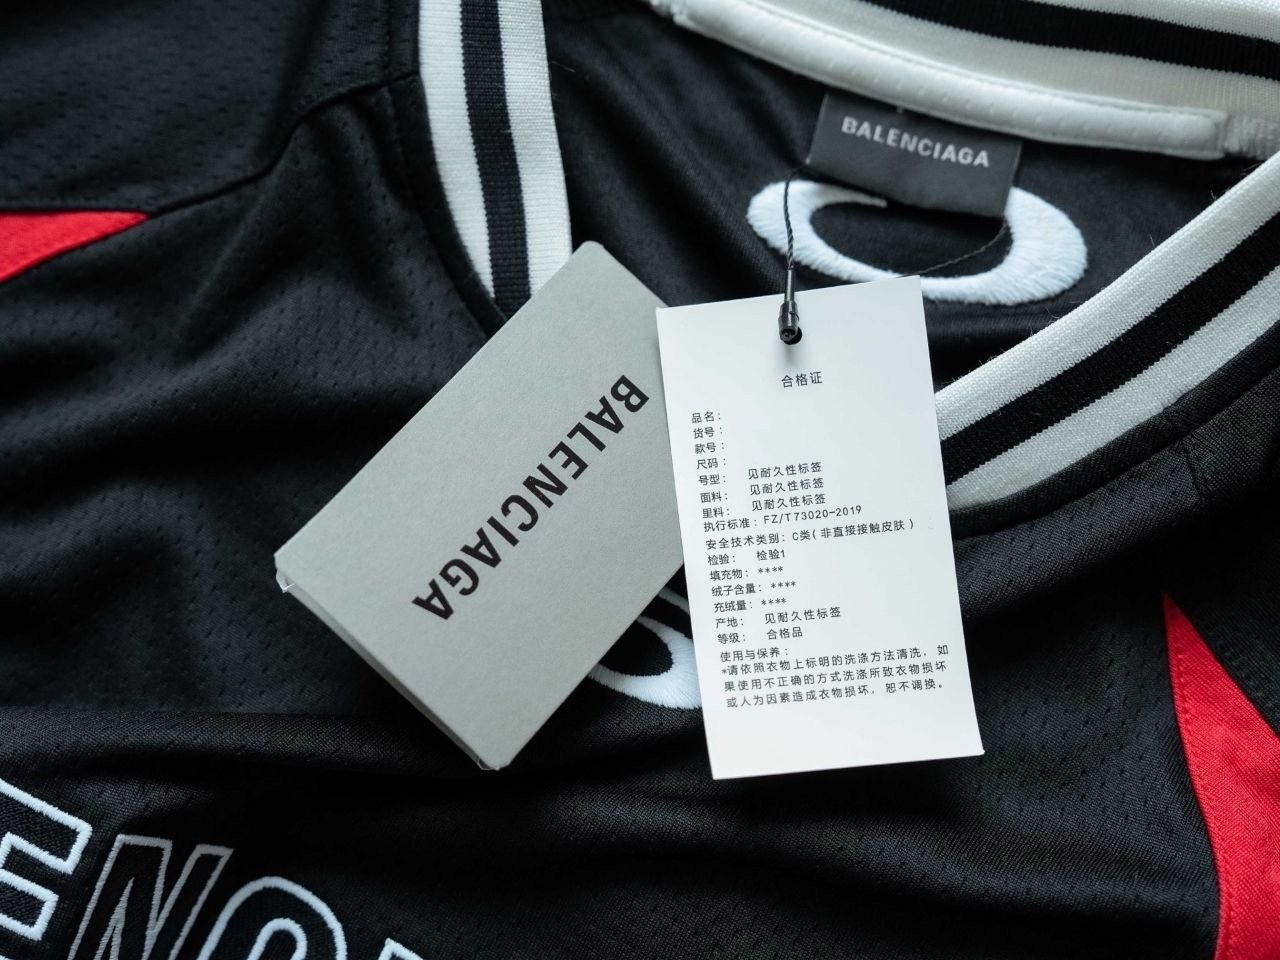 BALENCIAGA
BALENCIAGA
合格证
品名：
货号：
款号：
尺码：
号型： 见耐久性标签
面料： 见耐久性标签
里料： 见耐久性标签
执行标准：FZ/T73020-2019
安全技术类别：C类(非直接接触皮肤)
检验： 检验1
填充物：****
绒子含量：****
充绒量：****
产地： 见耐久性标签
等级： 合格品
使用与保养：
*请依照衣物上标明的洗涤方法清洗，如
果使用不正确的方式洗涤所致衣物损坏
或人为因素造成衣物损坏，恕不调换。